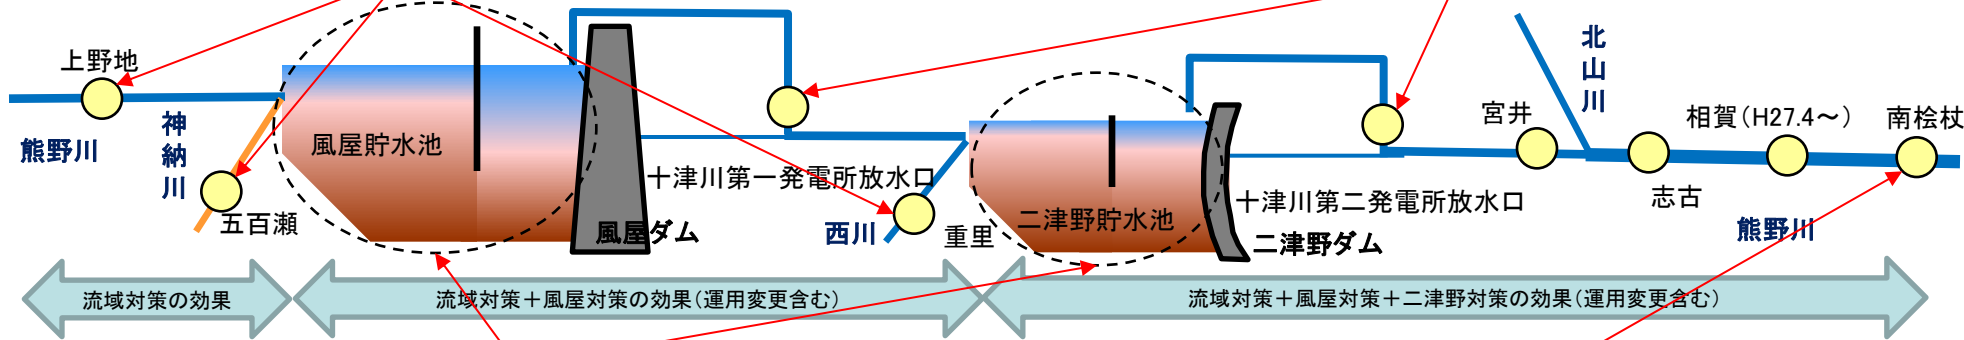 上野地
熊野川
神納川
五百瀬
風屋貯水池
風屋ダム
十津川第一発電所放水口
西川
重里
二津野貯水池
二津野ダム
十津川第二発電所放水口
宮井
北山川
志古
相賀(H27.4～)
南桧杖
熊野川
流域対策の効果
流域対策＋風屋対策の効果(運用変更含む)
流域対策＋風屋対策＋二津野対策の効果(運用変更含む)